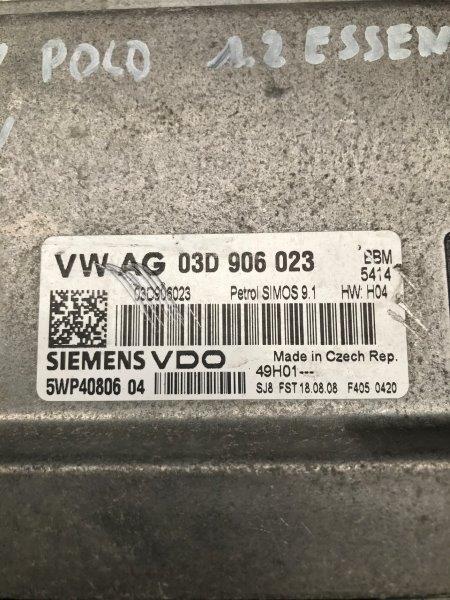 POLO 1.2 ESSEN
VW AG 03D 906 023
EBM
5414
03D906023 Petrol SIMOS 9.1 HW: H04
SIEMENS VDO
Made in Czech Rep.
5WP40806 04
49H01---
SJ8 FST 18.08.08 F405 0420